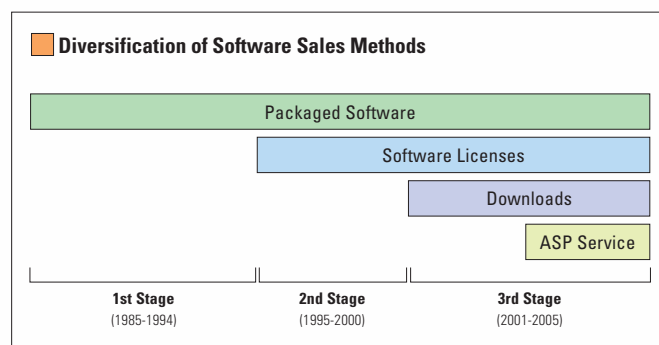 Diversification of Software Sales Methods
Packaged Software
Software Licenses
Downloads
ASP Service
1st Stage
(1985-1994)
2nd Stage
(1995-2000)
3rd Stage
(2001-2005)